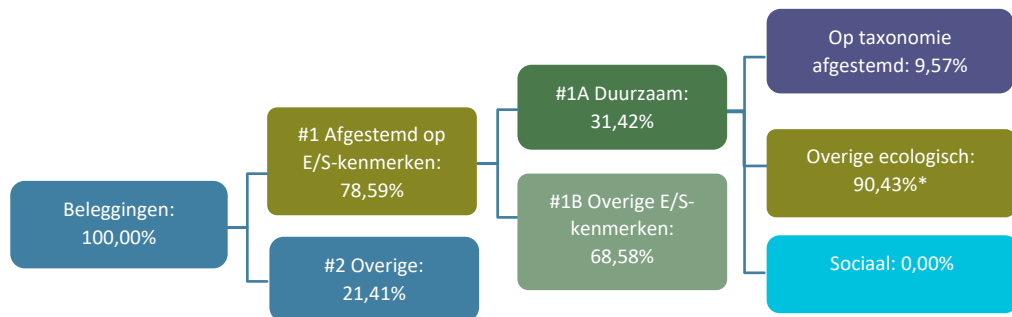 Beleggingen:
100,00%
#1 Afgestemd op
E/S-kenmerken:
78,59%
#2 Overige:
21,41%
#1A Duurzaam:
31,42%
#1B Overige E/S-
kenmerken:
68,58%
Op taxonomie
afgestemd: 9,57%
Overige ecologisch:
90,43%*
Sociaal: 0,00%